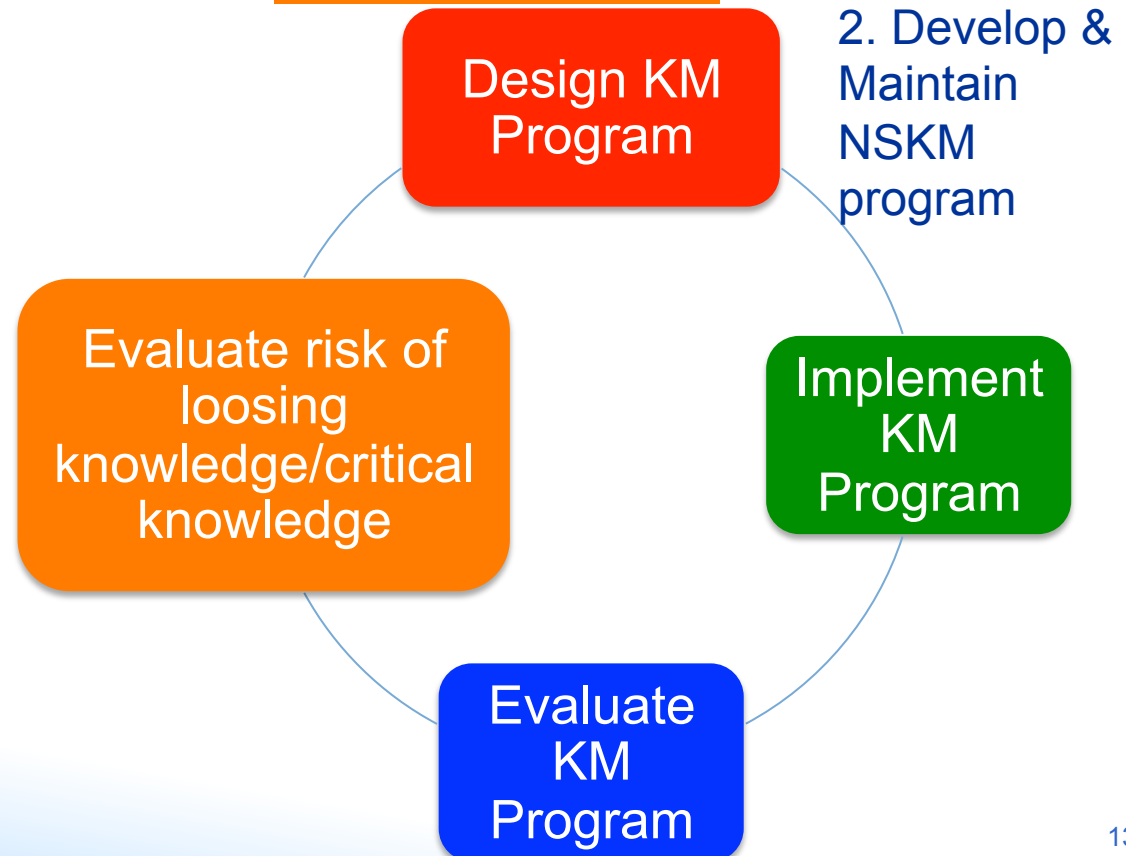 Design KM
Program
2. Develop &
Maintain
NSKM
program
Evaluate risk of
loosing
knowledge/critical
knowledge
Implement
KM
Program
Evaluate
KM
Program
13